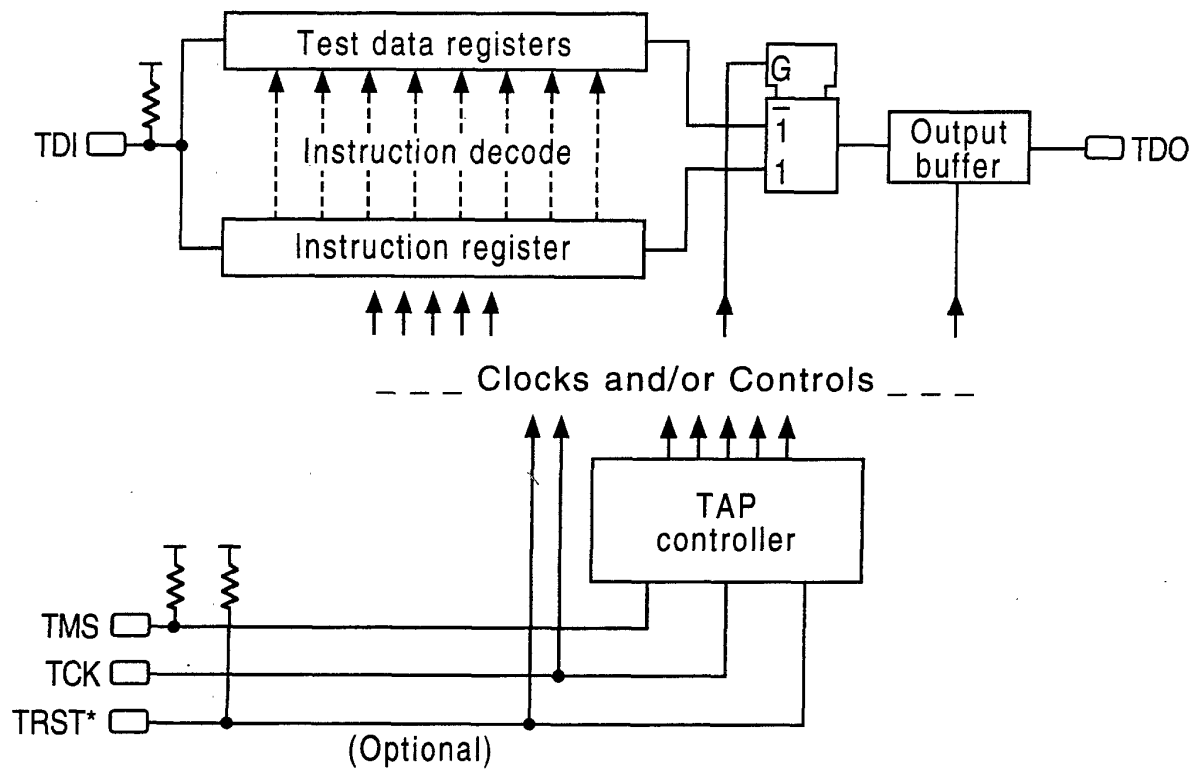 Test data registers
G
TDI
Instruction decode
1̅
1
Output
buffer
TDO
Instruction register
_ _ _ Clocks and/or Controls _ _ _
TAP
controller
TMS
TCK
TRST*
(Optional)